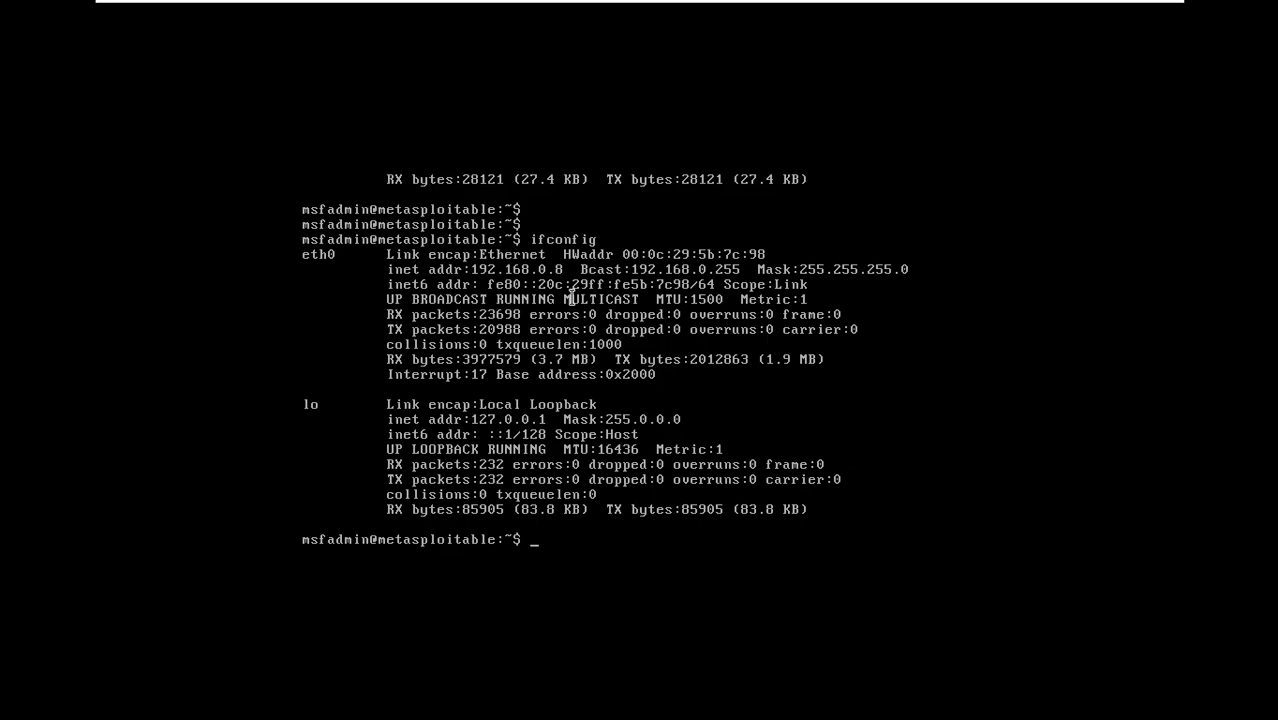 RX bytes:28121 (27.4 KB)  TX bytes:28121 (27.4 KB)
msfadmin@metasploitable:~$
msfadmin@metasploitable:~$
msfadmin@metasploitable:~$ ifconfig
eth0      Link encap:Ethernet  HWaddr 00:0c:29:5b:7c:98
inet addr:192.168.0.8  Bcast:192.168.0.255  Mask:255.255.255.0
inet6 addr: fe80::20c:29ff:fe5b:7c98/64 Scope:Link
UP BROADCAST RUNNING MULTICAST  MTU:1500  Metric:1
RX packets:23698 errors:0 dropped:0 overruns:0 frame:0
TX packets:20988 errors:0 dropped:0 overruns:0 carrier:0
collisions:0 txqueuelen:1000
RX bytes:3977579 (3.7 MB)  TX bytes:2012863 (1.9 MB)
Interrupt:17 Base address:0x2000
lo        Link encap:Local Loopback
inet addr:127.0.0.1  Mask:255.0.0.0
inet6 addr: ::1/128 Scope:Host
UP LOOPBACK RUNNING  MTU:16436  Metric:1
RX packets:232 errors:0 dropped:0 overruns:0 frame:0
TX packets:232 errors:0 dropped:0 overruns:0 carrier:0
collisions:0 txqueuelen:0
RX bytes:85905 (83.8 KB)  TX bytes:85905 (83.8 KB)
msfadmin@metasploitable:~$ _